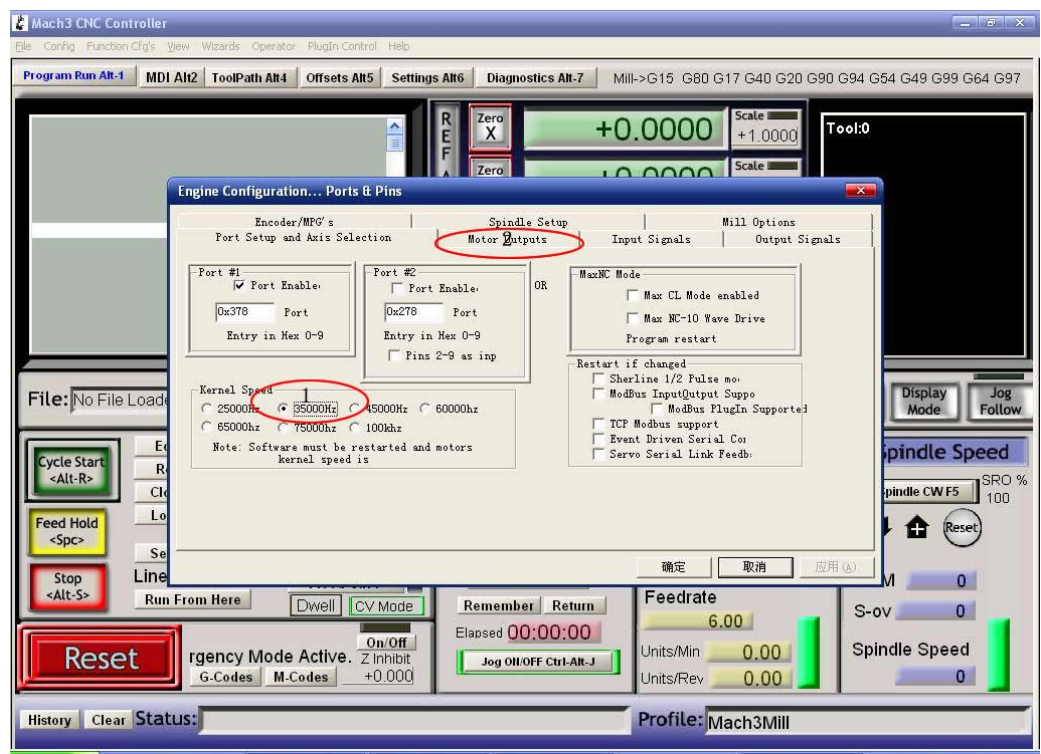 Mach3 CNC Controller
File Config Function Cfg's View Wizards Operator PlugIn Control Help
Program Run Alt-1 MDI Alt2 ToolPath Alt4 Offsets Alt5 Settings Alt6 Diagnostics Alt-7 Mill->G15 G80 G17 G40 G20 G90 G94 G54 G49 G99 G64 G97
REF
Zero X +0.0000 Scale +1.0000
Tool:0
Zero Scale
Engine Configuration... Ports & Pins
Encoder/MPG's Spindle Setup Mill Options
Port Setup and Axis Selection Motor Outputs Input Signals Output Signals
2
Port #1
Port Enable
0x378 Port
Entry in Hex 0-9
Port #2
Port Enable
0x278 Port
Entry in Hex 0-9
Pins 2-9 as inp
OR
MaxNC Mode
Max CL Mode enabled
Max NC-10 Wave Drive
Program restart
Restart if changed
Sherline 1/2 Pulse mo
ModBus InputOutput Suppo
ModBus PlugIn Supported
TCP Modbus support
Event Driven Serial Co
Servo Serial Link Feedb
Kernel Speed
1
25000Hz 35000Hz 45000Hz 60000hz
65000hz 75000hz 100khz
Note: Software must be restarted and motors
kernel speed is
确定 取消 应用(A)
File: No File Loade
Display Mode
Jog Follow
Cycle Start
<Alt-R>
Feed Hold
<Spc>
Stop
<Alt-S>
Reset
Line
Run From Here
Dwell CV Mode
rgency Mode Active.
On/Off
Z Inhibit
+0.000
G-Codes M-Codes
Remember Return
Elapsed 00:00:00
Jog ON/OFF Ctrl-Alt-J
Feedrate
6.00
Units/Min 0.00
Units/Rev 0.00
pindle Speed
pindle CW F5
SRO %
100
Reset
M 0
S-ov 0
Spindle Speed
0
History Clear Status:
Profile: Mach3Mill